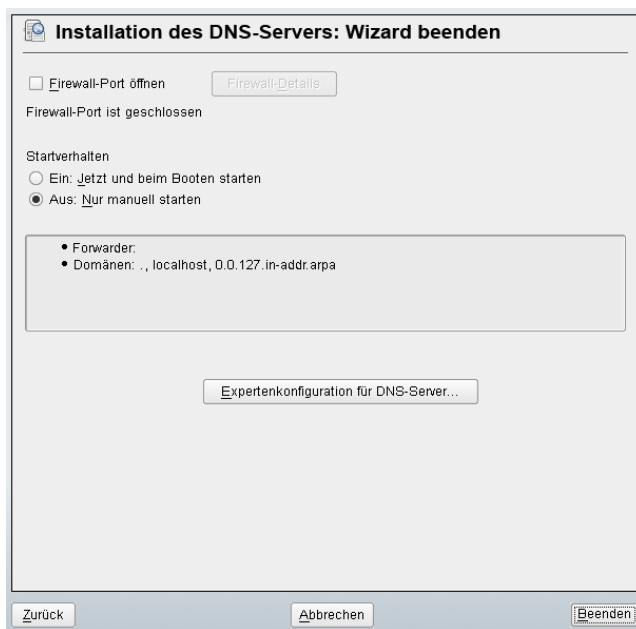 Installation des DNS-Servers: Wizard beenden
Firewall-Port öffnen
Firewall-Details
Firewall-Port ist geschlossen
Startverhalten
Ein: Jetzt und beim Booten starten
Aus: Nur manuell starten
• Forwarder:
• Domänen: ., localhost, 0.0.127.in-addr.arpa
Expertenkonfiguration für DNS-Server...
Zurück
Abbrechen
Beenden